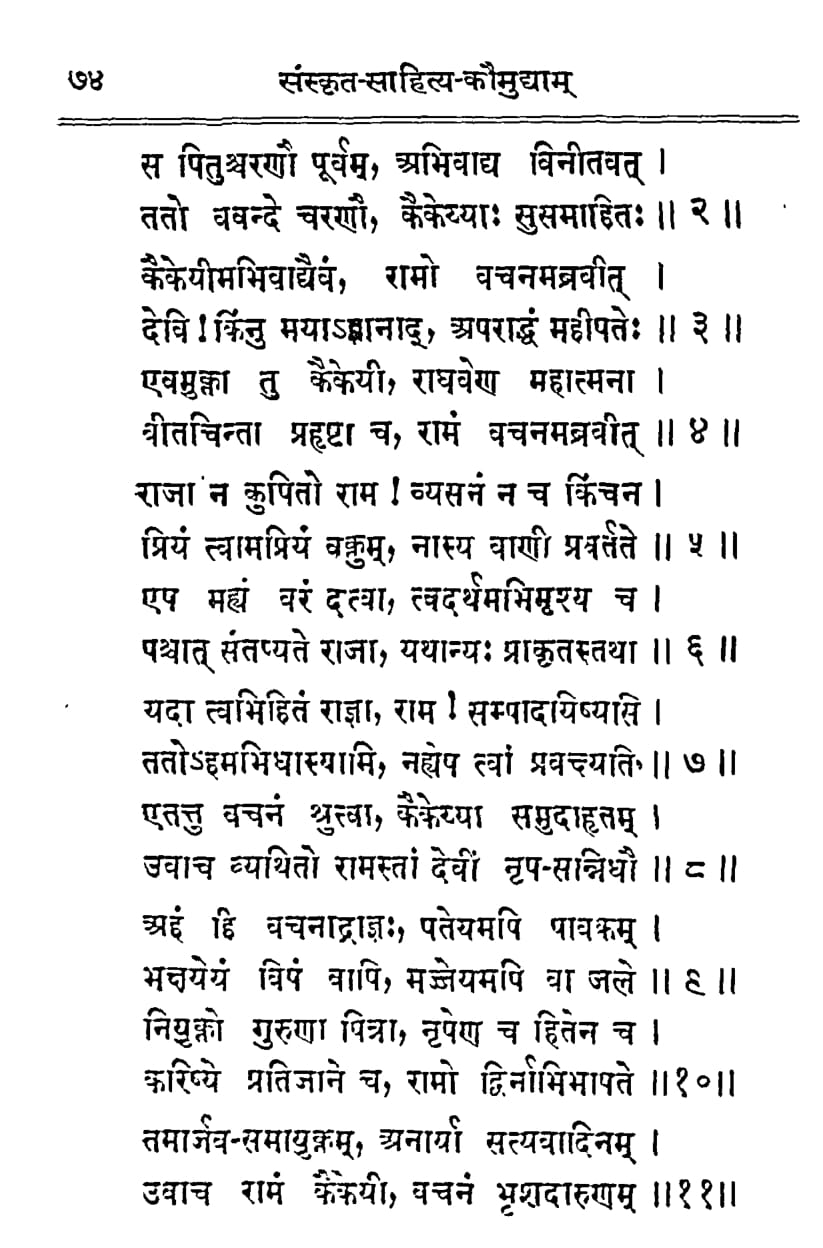 ७४ संस्कृत-साहित्य-कौमुद्याम्
स पितुश्चरणौ पूर्वम्, अभिवाद्य विनीतवत् ।
ततो ववन्दे चरणौ, कैकेय्याः सुसमाहितः ॥ २ ॥
कैकेयीमभिवाद्यैवं, रामो वचनमब्रवीत् ।
देवि ! किंनु मयाऽज्ञानाद्, अपराद्धं महीपतेः ॥ ३ ॥
एवमुक्ता तु कैकेयी, राघवेण महात्मना ।
वीतचिन्ता प्रहृष्टा च, रामं वचनमब्रवीत् ॥ ४ ॥
राजा न कुपितो राम ! व्यसनं न च किंचन ।
प्रियं त्वामप्रियं वक्तुम्, नास्य वाणी प्रवर्तते ॥ ५ ॥
एष मह्यं वरं दत्वा, त्वदर्थमभिमृश्य च ।
पश्चात् संतप्यते राजा, यथान्यः प्राकृतस्तथा ॥ ६ ॥
यदा त्वभिहितं राज्ञा, राम ! सम्पादयिष्यसि ।
ततोऽहमभिधास्यामि, नह्येष त्वां प्रवक्ष्यति ॥ ७ ॥
एतत्तु वचनं श्रुत्वा, कैकेय्या समुदाहृतम् ।
उवाच व्यथितो रामस्तां देवीं नृप-सान्निधौ ॥ ८ ॥
अहं हि वचनाद्राज्ञः, पतेयमपि पावकम् ।
भक्षयेयं विषं वापि, मज्जेयमपि वा जले ॥ ९ ॥
नियुक्तो गुरुणा पित्रा, नृपेण च हितेन च ।
करिष्ये प्रतिजाने च, रामो द्विर्नाभिभाषते ॥१०॥
तमार्जव-समायुक्तम्, अनार्या सत्यवादिनम् ।
उवाच रामं कैकेयी, वचनं भृशदारुणम् ॥११॥